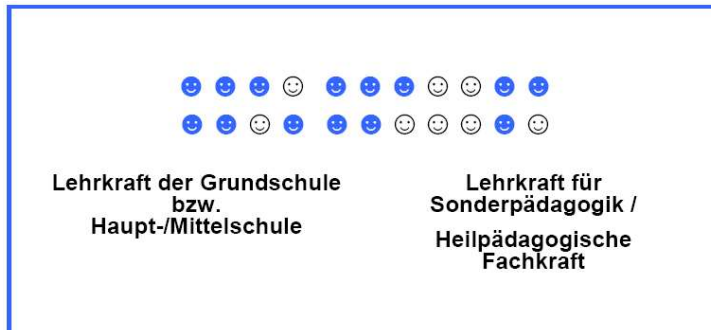 Lehrkraft der Grundschule
bzw.
Haupt-/Mittelschule
Lehrkraft für
Sonderpädagogik /
Heilpädagogische
Fachkraft